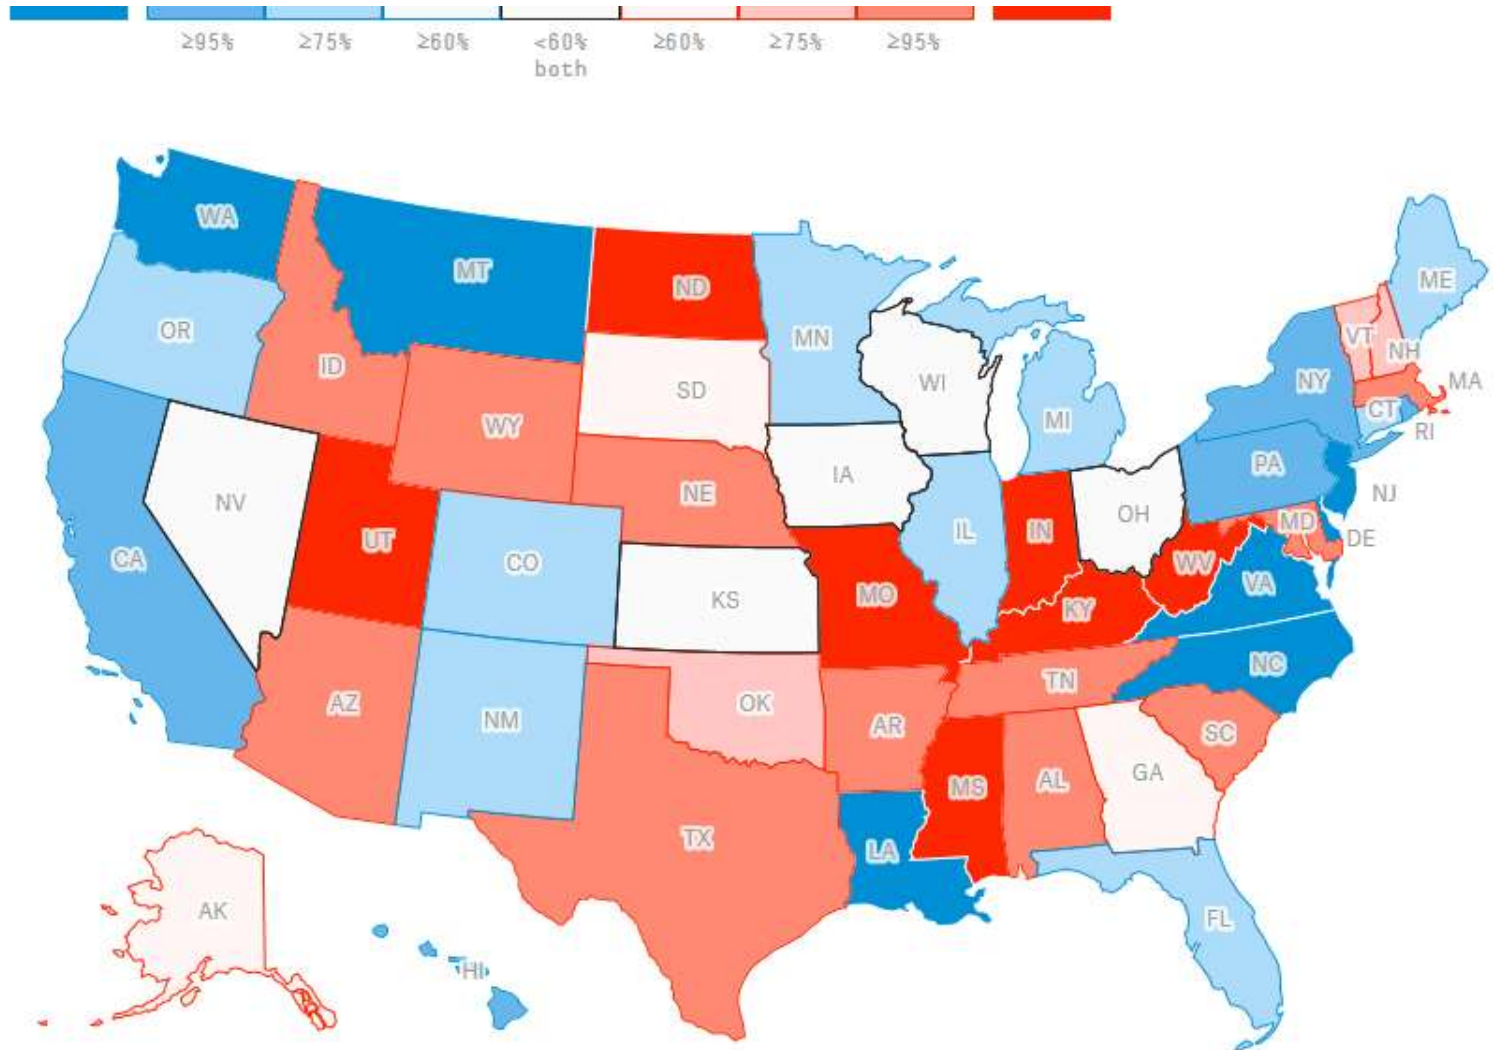 ≥95% ≥75% ≥60% <60% ≥60% ≥75% ≥95%
both
WA
MT
ND
ME
OR
MN
VT
NH
ID
SD
WI
NY
MA
WY
MI
CT
RI
IA
PA
NE
NJ
NV
OH
MD
UT
IL
IN
DE
CA
CO
WV
VA
KS
MO
KY
NC
TN
AZ
OK
NM
AR
SC
GA
MS
AL
TX
LA
AK
FL
HI